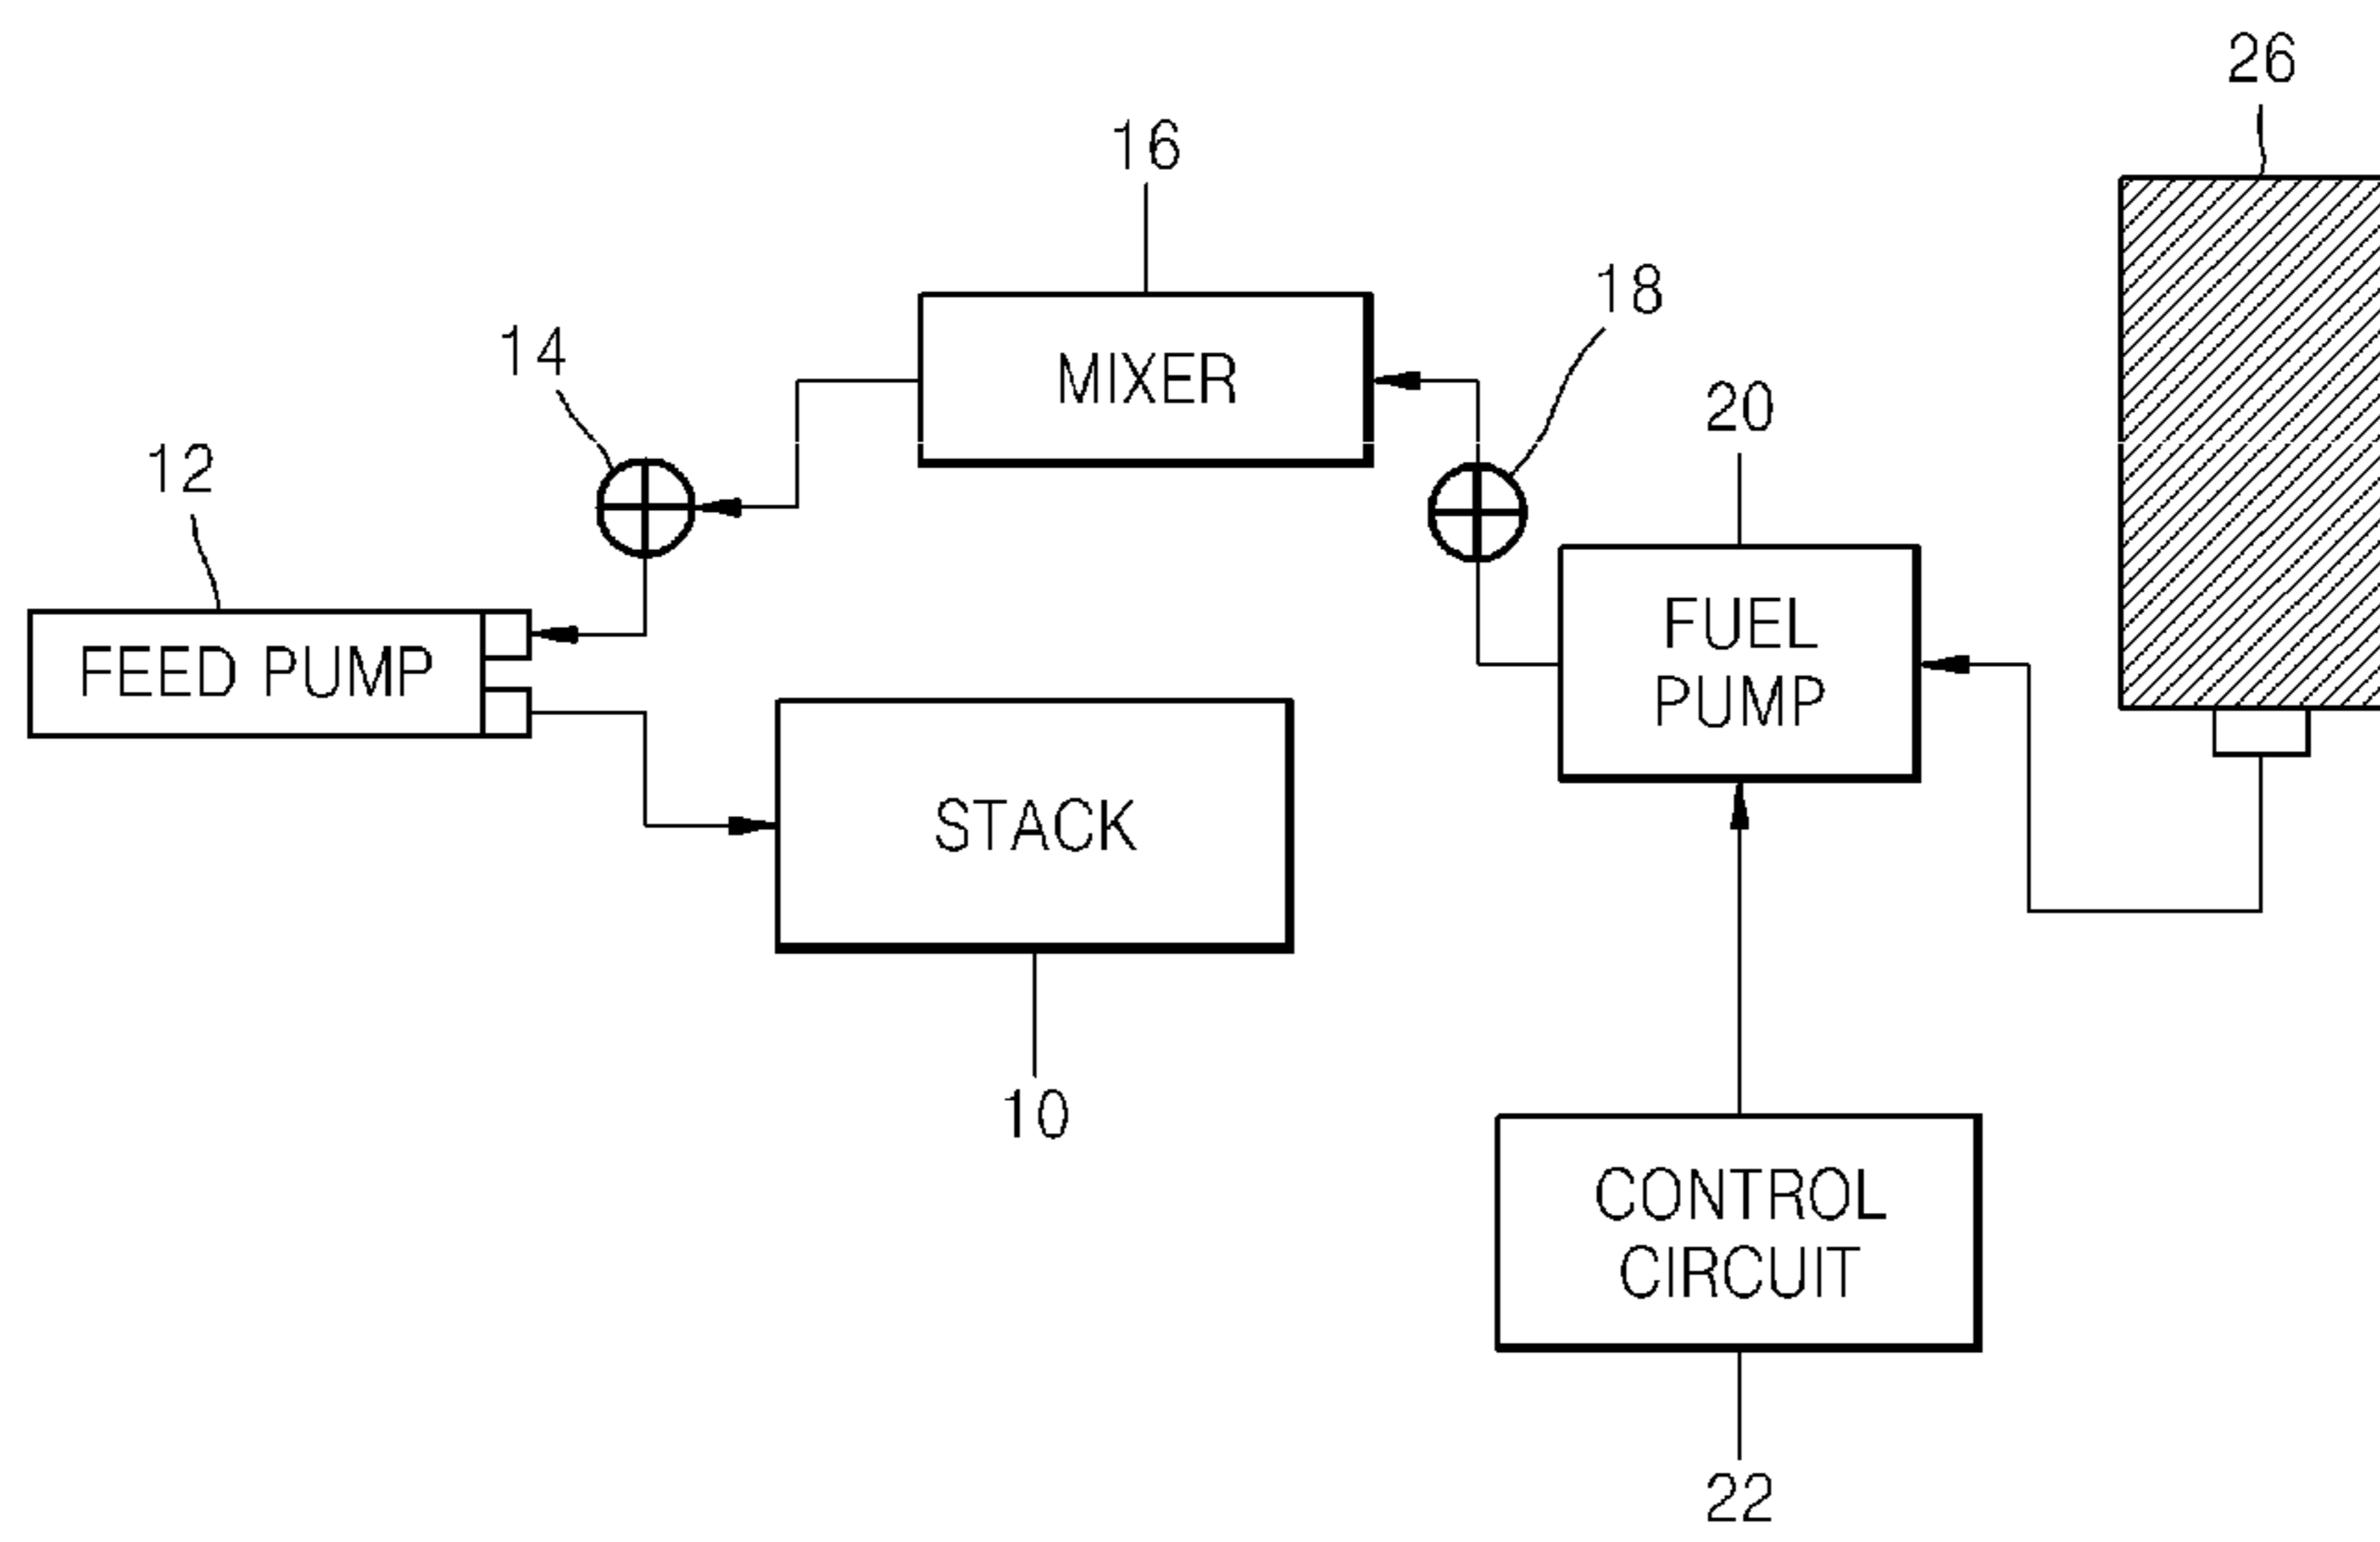 26
16
18
14
20
12
MIXER
FUEL
PUMP
FEED PUMP
STACK
10
CONTROL
CIRCUIT
22